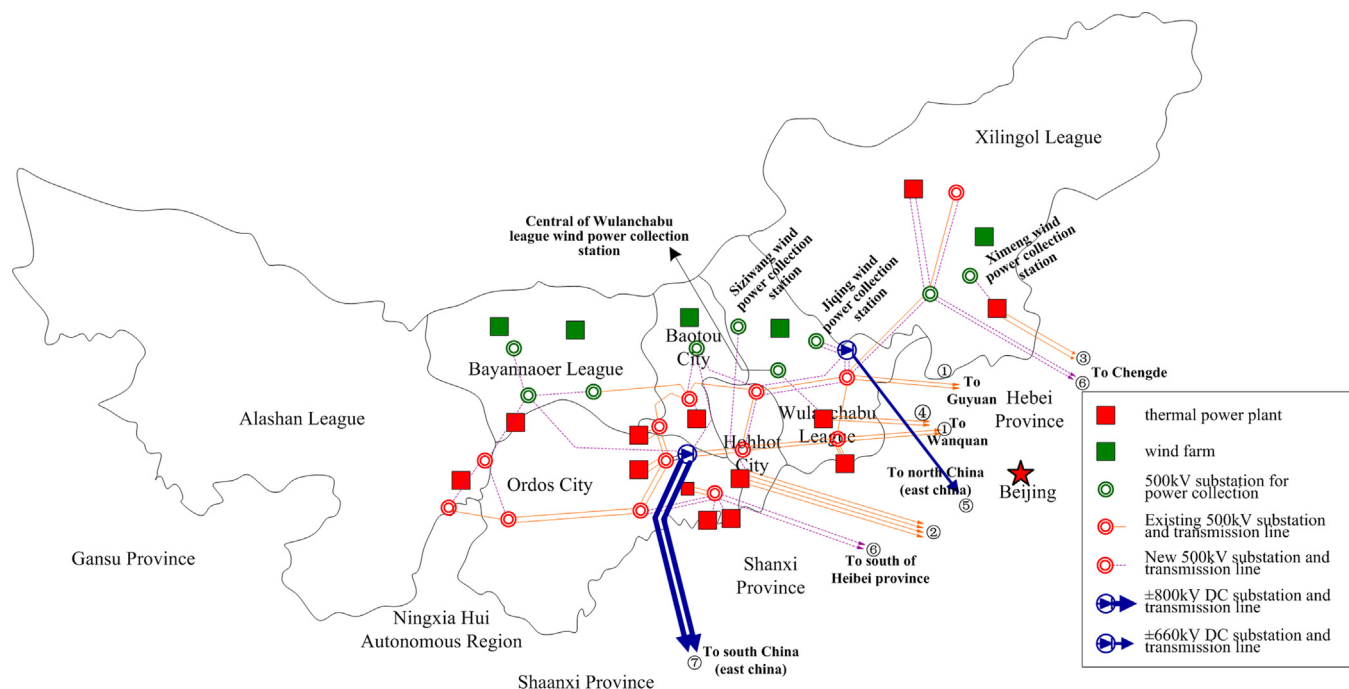 Xilingol League
Central of Wulanchabu
league wind power collection
station
Siziwang wind
power collection
station
Jiqing wind
power collection
station
Ximeng wind
power collection
station
Baotou
City
Bayannaoer League
③
To Chengde
⑥
①
To
Guyuan
Hebei
Province
Alashan League
Wulanchabu
League
④
①
To
Wanquan
Hohhot
City
Ordos City
To north China
(east china)
⑤
Beijing
②
Gansu Province
⑥
To south of
Heibei province
Shanxi
Province
Ningxia Hui
Autonomous Region
⑦
To south China
(east china)
Shaanxi Province
thermal power plant
wind farm
500kV substation for
power collection
Existing 500kV substation
and transmission line
New 500kV substation and
transmission line
±800kV DC substation and
transmission line
±660kV DC substation and
transmission line